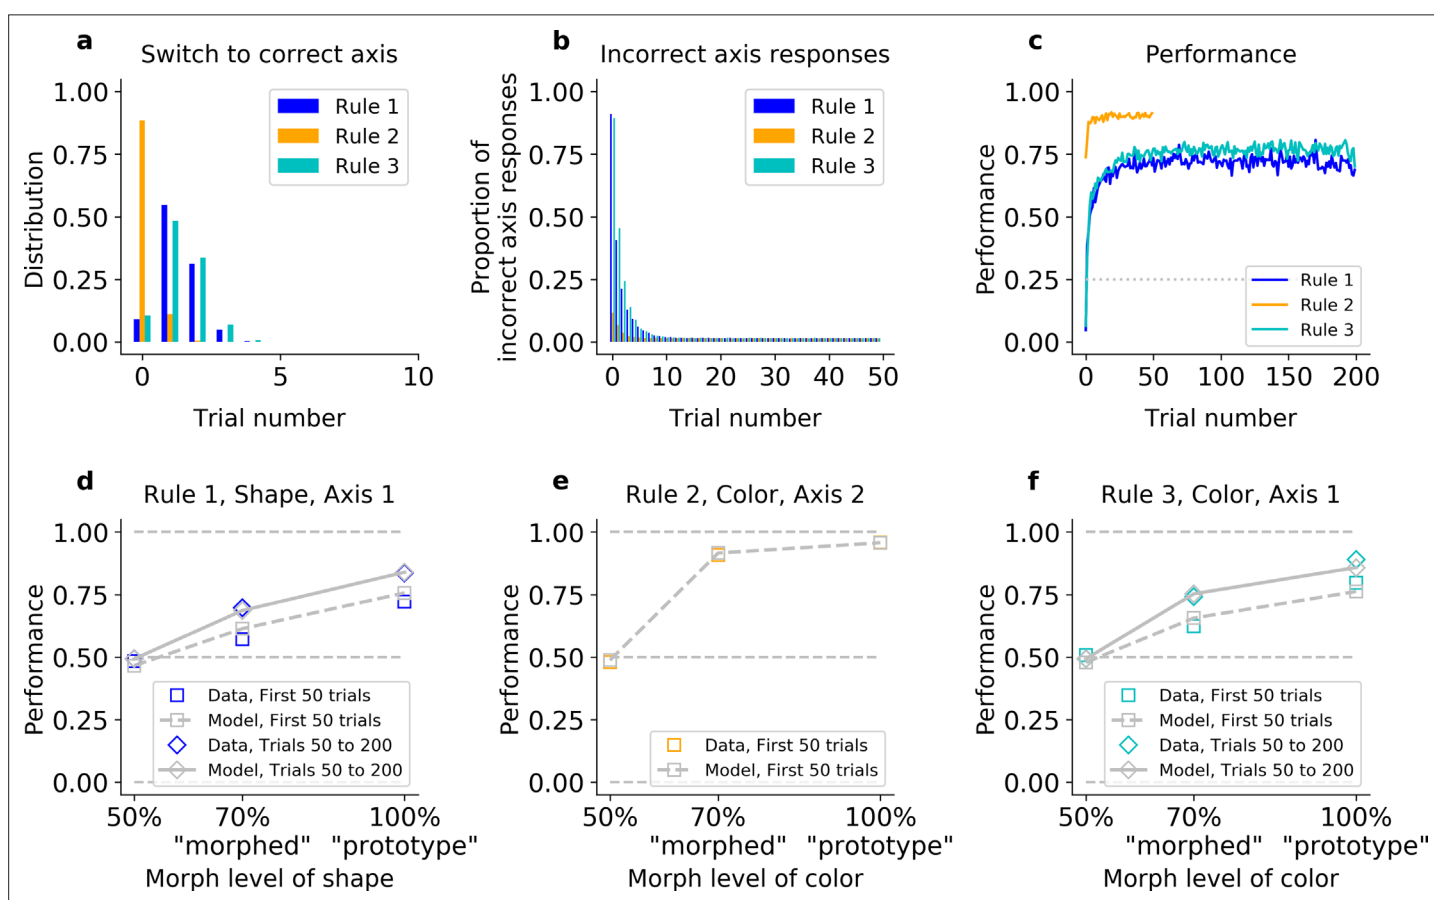 a
Switch to correct axis
1.00
0.75
0.50
0.25
0.00
Distribution
Rule 1
Rule 2
Rule 3
0
5
10
Trial number
b
Incorrect axis responses
1.00
0.75
0.50
0.25
0.00
Proportion of
incorrect axis responses
Rule 1
Rule 2
Rule 3
0
10
20
30
40
50
Trial number
c
Performance
1.00
0.75
0.50
0.25
0.00
Performance
Rule 1
Rule 2
Rule 3
0
50
100
150
200
Trial number
d
Rule 1, Shape, Axis 1
1.00
0.75
0.50
0.25
0.00
Performance
Data, First 50 trials
Model, First 50 trials
Data, Trials 50 to 200
Model, Trials 50 to 200
50%
70%
100%
"morphed"
"prototype"
Morph level of shape
e
Rule 2, Color, Axis 2
1.00
0.75
0.50
0.25
0.00
Performance
Data, First 50 trials
Model, First 50 trials
50%
70%
100%
"morphed"
"prototype"
Morph level of color
f
Rule 3, Color, Axis 1
1.00
0.75
0.50
0.25
0.00
Performance
Data, First 50 trials
Model, First 50 trials
Data, Trials 50 to 200
Model, Trials 50 to 200
50%
70%
100%
"morphed"
"prototype"
Morph level of color